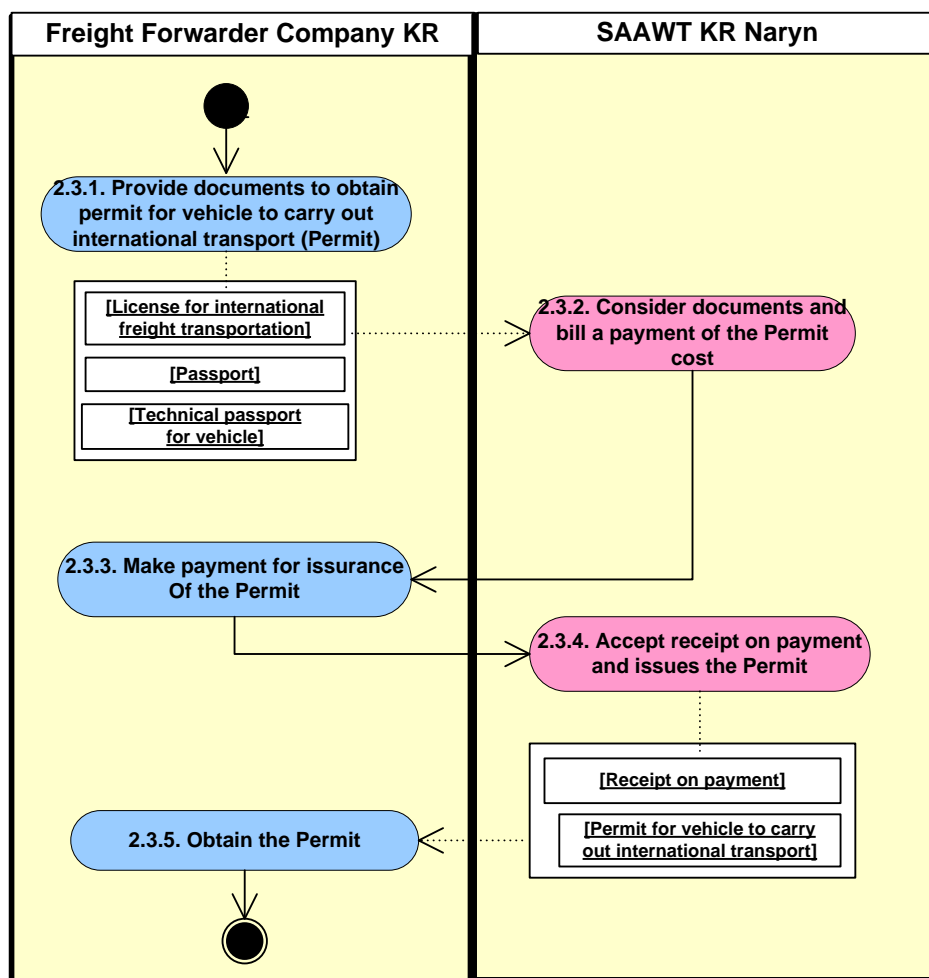 Freight Forwarder Company KR
SAAWT KR Naryn
2.3.1. Provide documents to obtain
permit for vehicle to carry out
international transport (Permit)
[License for international
freight transportation]
[Passport]
[Technical passport
for vehicle]
2.3.2. Consider documents and
bill a payment of the Permit
cost
2.3.3. Make payment for issurance
Of the Permit
2.3.4. Accept receipt on payment
and issues the Permit
[Receipt on payment]
[Permit for vehicle to carry
out international transport]
2.3.5. Obtain the Permit